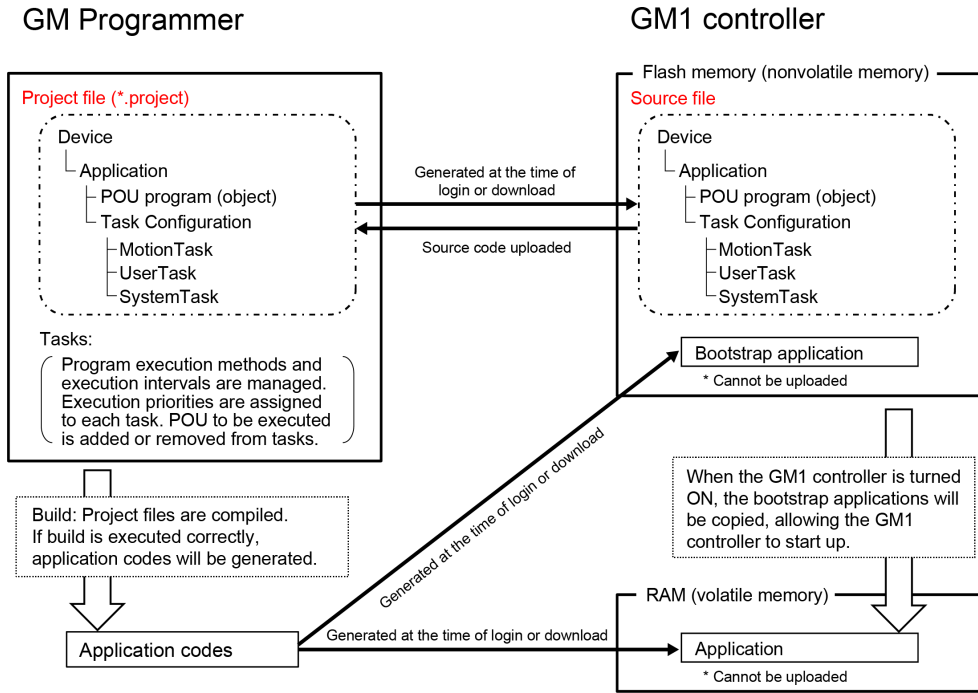 GM Programmer
GM1 controller
Flash memory (nonvolatile memory)
Project file (*.project)
Device
Application
POU program (object)
Task Configuration
MotionTask
UserTask
SystemTask
Tasks:
Program execution methods and
execution intervals are managed.
Execution priorities are assigned
to each task. POU to be executed
is added or removed from tasks.
Generated at the time of
login or download
Source code uploaded
Source file
Device
Application
POU program (object)
Task Configuration
MotionTask
UserTask
SystemTask
Bootstrap application
* Cannot be uploaded
Build: Project files are compiled.
If build is executed correctly,
application codes will be generated.
Generated at the time of login or download
When the GM1 controller is turned
ON, the bootstrap applications will
be copied, allowing the GM1
controller to start up.
RAM (volatile memory)
Application codes
Generated at the time of login or download
Application
* Cannot be uploaded